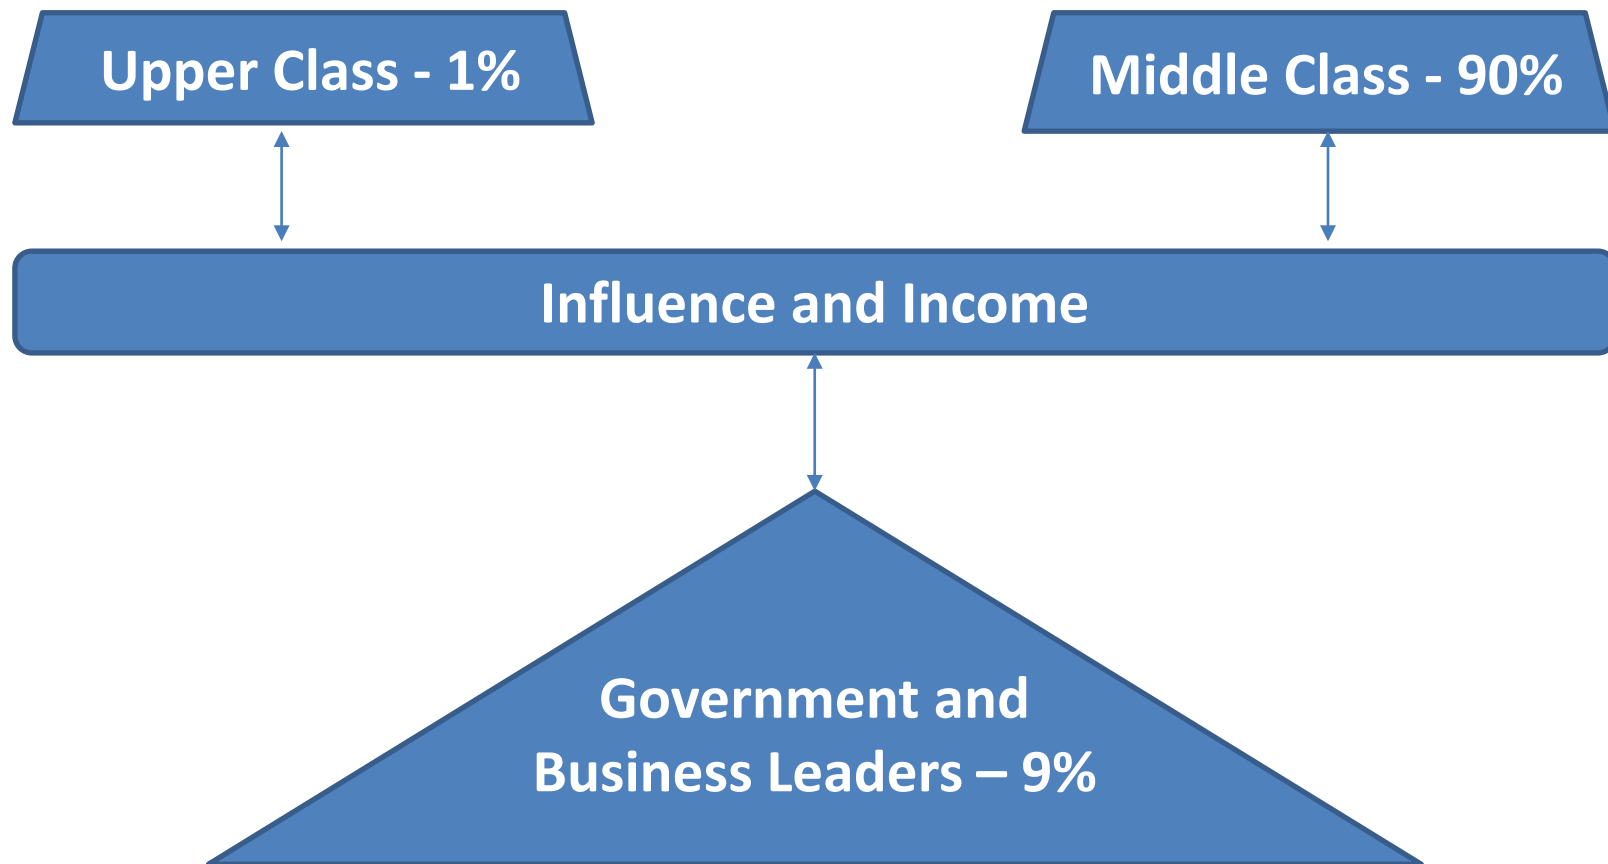 Upper Class - 1%
Middle Class - 90%
Influence and Income
Government and
Business Leaders – 9%